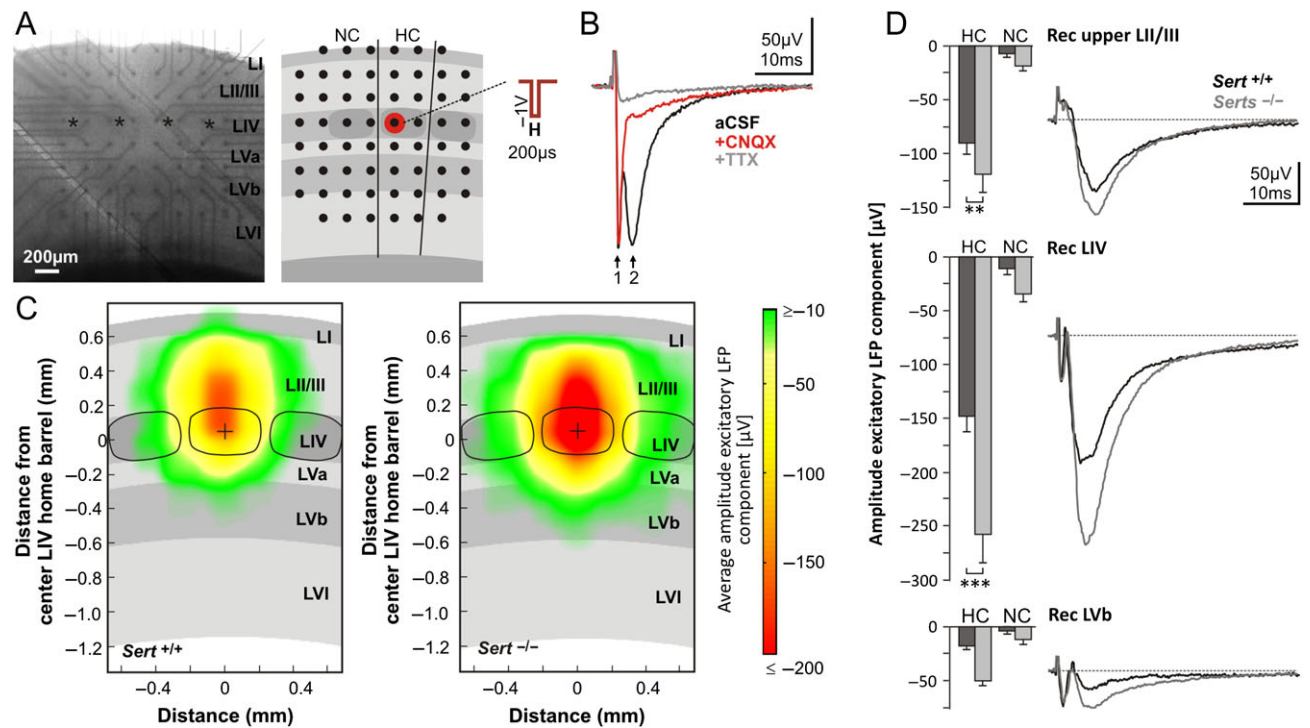 A
LI
LII/III
LIV
LVa
LVb
LVI
* * * *
200μm
NC HC
−1V
H
200μs
B
50μV
10ms
aCSF
+CNQX
+TTX
1 2
C
Distance from
center LIV home barrel (mm)
0.6
0.4
0.2
0
−0.2
−0.4
−0.6
−0.8
−1.0
−1.2
LI
LII/III
LIV
LVa
LVb
LVI
Sert +/+
−0.4 0 0.4
Distance (mm)
Distance from
center LIV home barrel (mm)
0.6
0.4
0.2
0
−0.2
−0.4
−0.6
−0.8
−1.0
−1.2
LI
LII/III
LIV
LVa
LVb
LVI
Sert −/−
−0.4 0 0.4
Distance (mm)
Average amplitude excitatory LFP
component [μV]
≥−10
−50
−100
−150
≤ −200
D
Amplitude excitatory LFP component [μV]
HC NC Rec upper LII/III
0
−50
−100
−150
**
Sert +/+
Serts −/−
50μV
10ms
HC NC Rec LIV
0
−50
−100
−150
−200
−250
−300
***
HC NC Rec LVb
0
−50